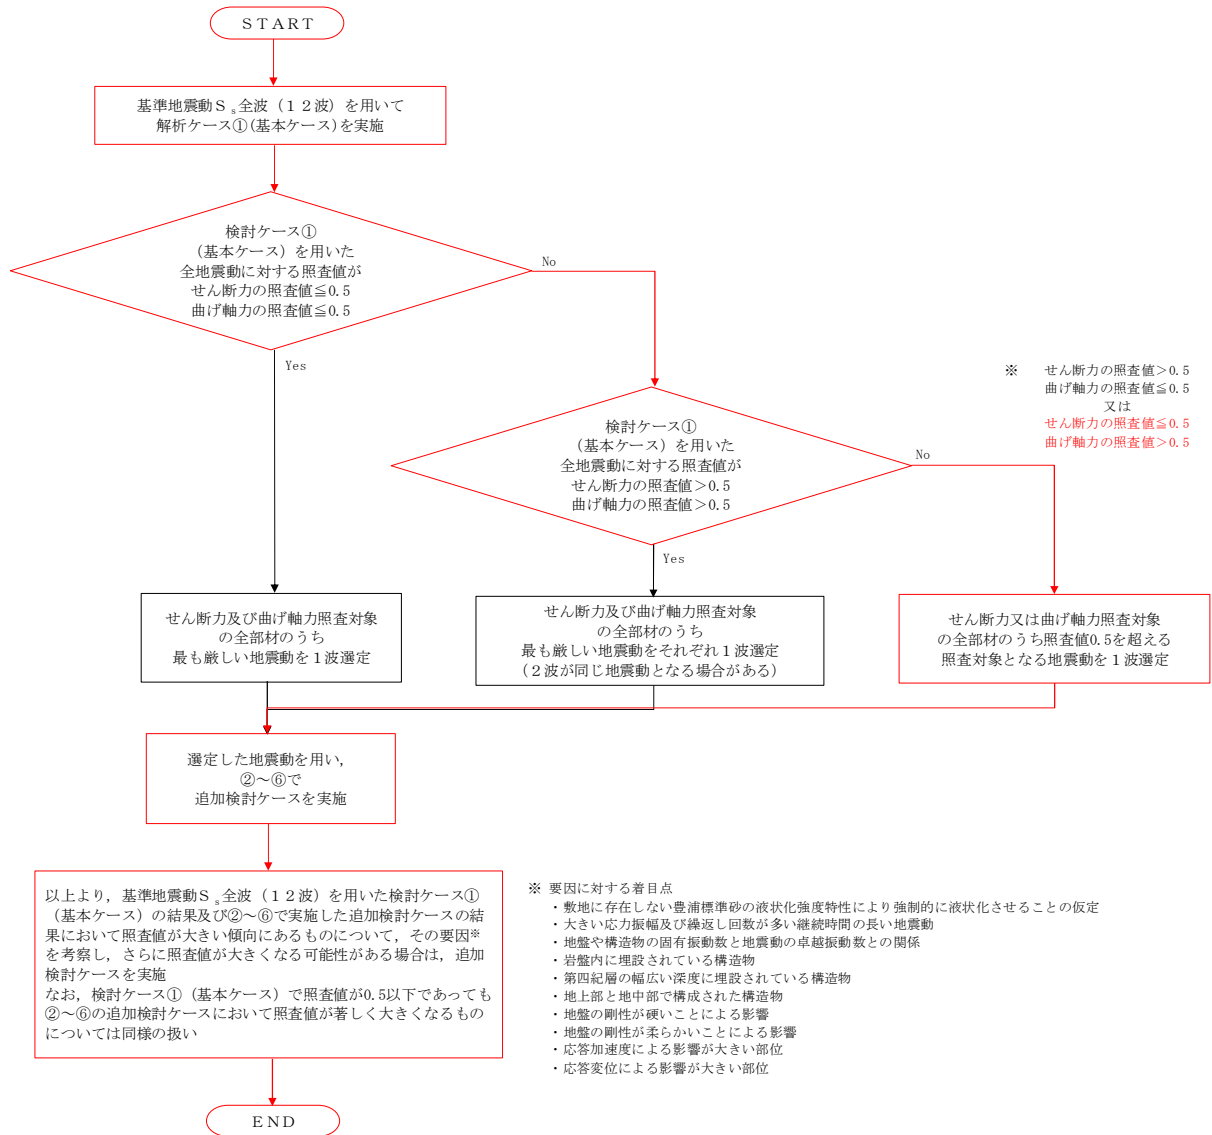 ＳＴＡＲＴ
基準地震動Ｓｓ全波（１２波）を用いて
解析ケース①(基本ケース)を実施
検討ケース①
（基本ケース）を用いた
全地震動に対する照査値が
せん断力の照査値≦0.5
曲げ軸力の照査値≦0.5
No
Yes
※　せん断力の照査値＞0.5
曲げ軸力の照査値≦0.5
又は
せん断力の照査値≦0.5
曲げ軸力の照査値＞0.5
検討ケース①
（基本ケース）を用いた
全地震動に対する照査値が
せん断力の照査値＞0.5
曲げ軸力の照査値＞0.5
No
Yes
せん断力及び曲げ軸力照査対象
の全部材のうち
最も厳しい地震動を１波選定
せん断力及び曲げ軸力照査対象
の全部材のうち
最も厳しい地震動をそれぞれ１波選定
（２波が同じ地震動となる場合がある）
せん断力又は曲げ軸力照査対象
の全部材のうち照査値0.5を超える
照査対象となる地震動を１波選定
選定した地震動を用い，
②～⑥で
追加検討ケースを実施
以上より，基準地震動Ｓｓ全波（１２波）を用いた検討ケース①
（基本ケース）の結果及び②～⑥で実施した追加検討ケースの結
果において照査値が大きい傾向にあるものについて，その要因※
を考察し，さらに照査値が大きくなる可能性がある場合は，追加
検討ケースを実施
なお，検討ケース①（基本ケース）で照査値が0.5以下であっても
②～⑥の追加検討ケースにおいて照査値が著しく大きくなるもの
については同様の扱い
※ 要因に対する着目点
・敷地に存在しない豊浦標準砂の液状化強度特性により強制的に液状化させることの仮定
・大きい応力振幅及び繰返し回数が多い継続時間の長い地震動
・地盤や構造物の固有振動数と地震動の卓越振動数との関係
・岩盤内に埋設されている構造物
・第四紀層の幅広い深度に埋設されている構造物
・地上部と地中部で構成された構造物
・地盤の剛性が硬いことによる影響
・地盤の剛性が柔らかいことによる影響
・応答加速度による影響が大きい部位
・応答変位による影響が大きい部位
ＥＮＤ